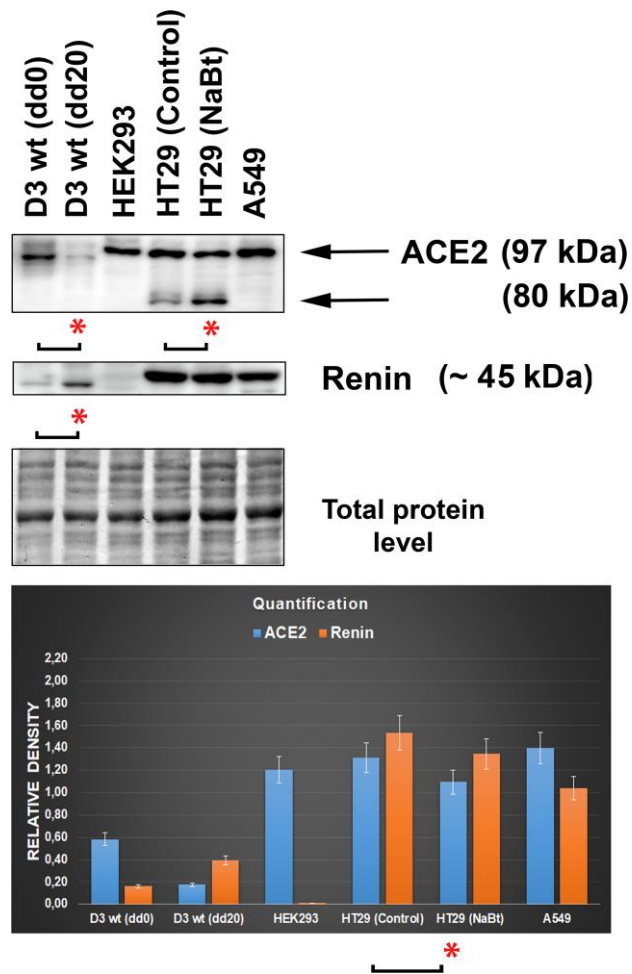 D3 wt (dd0)
D3 wt (dd20)
HEK293
HT29 (Control)
HT29 (NaBt)
A549
ACE2 (97 kDa)
(80 kDa)
*
*
Renin (~ 45 kDa)
*
Total protein
level
Quantification
ACE2 Renin
RELATIVE DENSITY
2,20
2,00
1,80
1,60
1,40
1,20
1,00
0,80
0,60
0,40
0,20
0,00
D3 wt (dd0) D3 wt (dd20) HEK293 HT29 (Control) HT29 (NaBt) A549
*